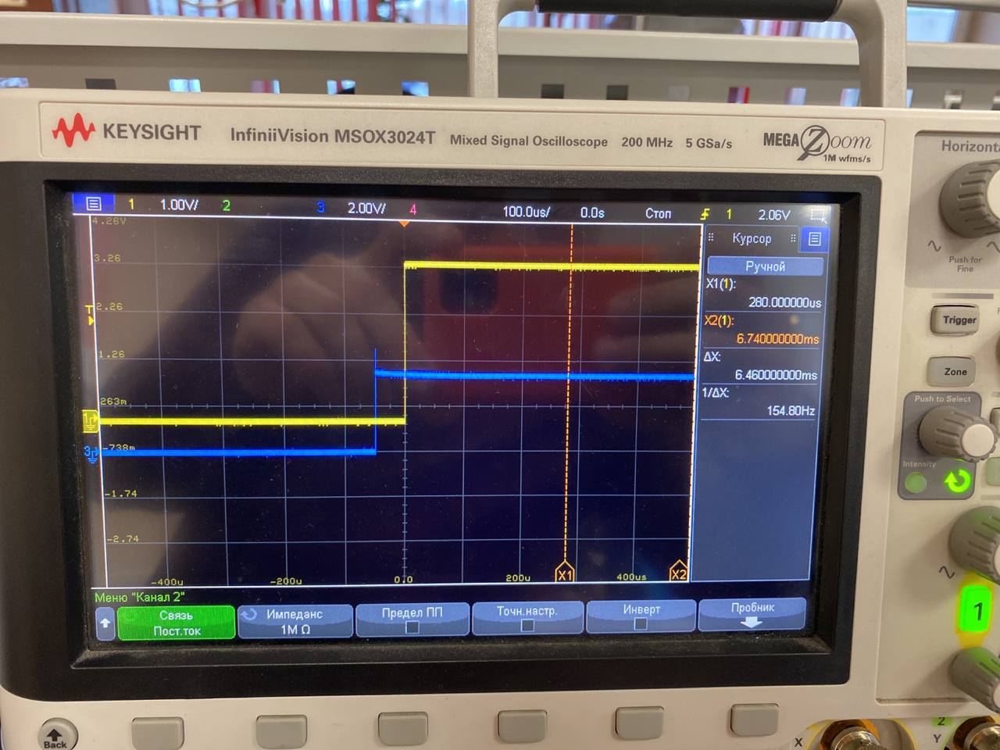 KEYSIGHT InfiniiVision MSOX3024T Mixed Signal Oscilloscope 200 MHz 5 GSa/s MEGA Zoom
1M wfms/s
Horizonta
1 1.00V/ 2 3 2.00V/ 4 100.0us/ 0.0s Стоп 1 2.06V
4.26V
3.26
2.26
1.26
263m
-738m
-1.74
-2.74
T
1
3
-400u -200u 0.0 200u 400us
X1 X2
Курсор
Ручной
X1(1):
280.000000us
X2(1):
6.740000000ms
ΔX:
6.460000000ms
1/ΔX:
154.80Hz
Меню "Канал 2"
Связь
Пост.ток
Импеданс
1M Ω
Предел ПП
Точн.настр.
Инверт
Пробник
Push for
Fine
Trigger
Zone
Push to Select
Intensity
1
Back
X
2
Y